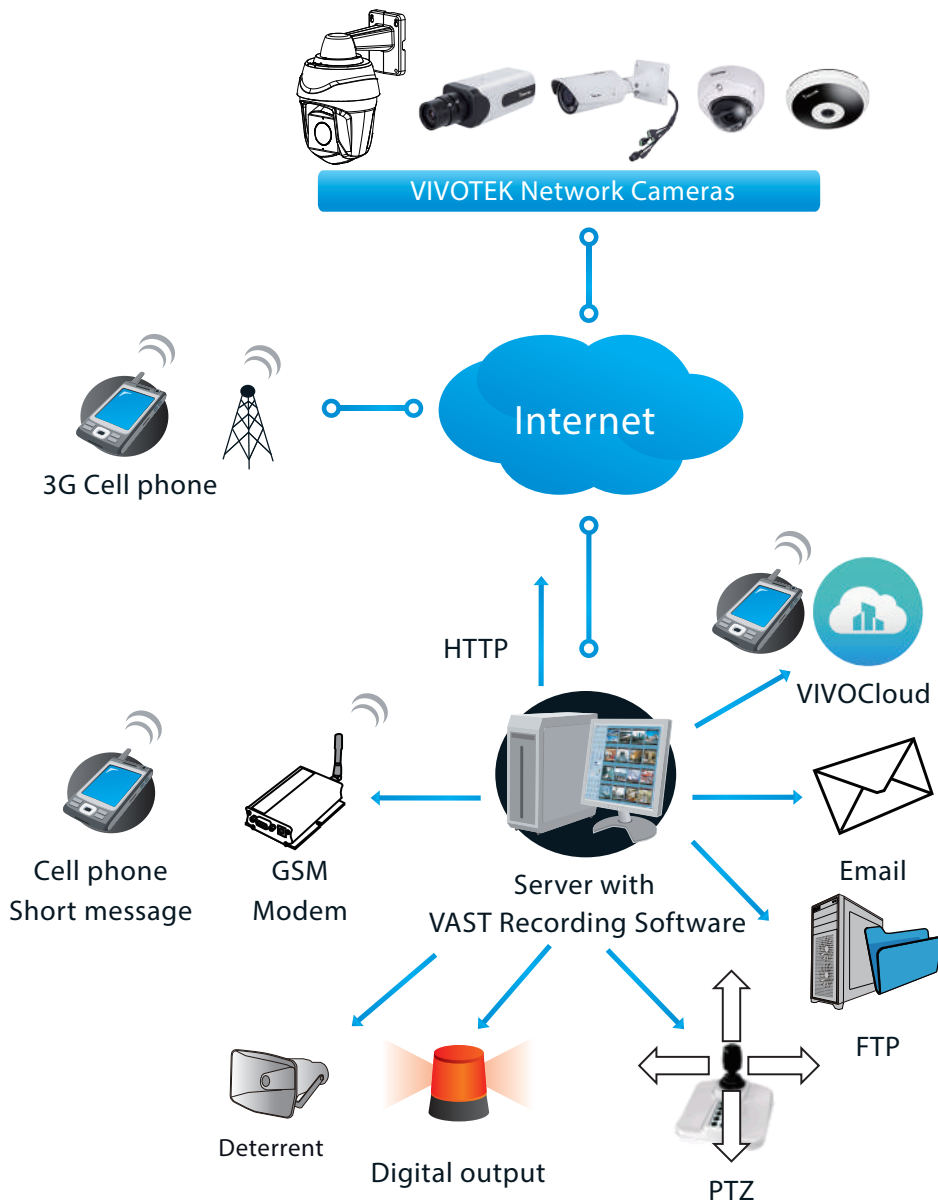 VIVOTEK Network Cameras
Internet
3G Cell phone
HTTP
VIVOCloud
Cell phone
Short message
GSM
Modem
Server with
VAST Recording Software
Email
FTP
Deterrent
Digital output
PTZ